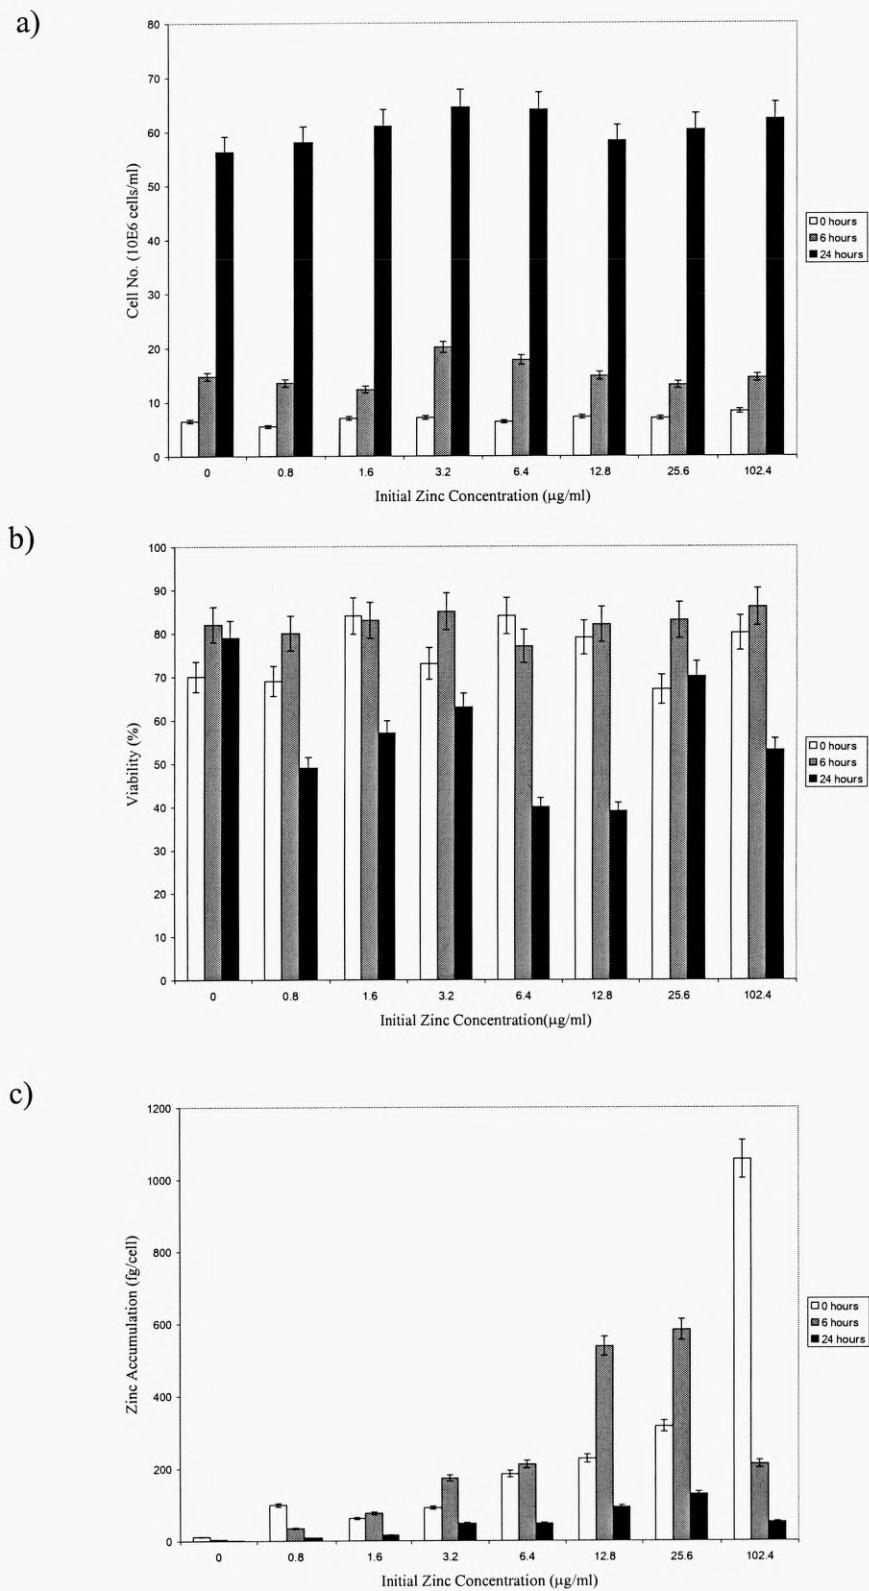 a)
80
70
60
50
40
30
20
10
0
Cell No. (10E6 cells/ml)
0 0.8 1.6 3.2 6.4 12.8 25.6 102.4
Initial Zinc Concentration (µg/ml)
0 hours
6 hours
24 hours
b)
100
90
80
70
60
50
40
30
20
10
0
Viability (%)
0 0.8 1.6 3.2 6.4 12.8 25.6 102.4
Initial Zinc Concentration(µg/ml)
0 hours
6 hours
24 hours
c)
1200
1000
800
600
400
200
0
Zinc Accumulation (fg/cell)
0 0.8 1.6 3.2 6.4 12.8 25.6 102.4
Initial Zinc Concentration (µg/ml)
0 hours
6 hours
24 hours